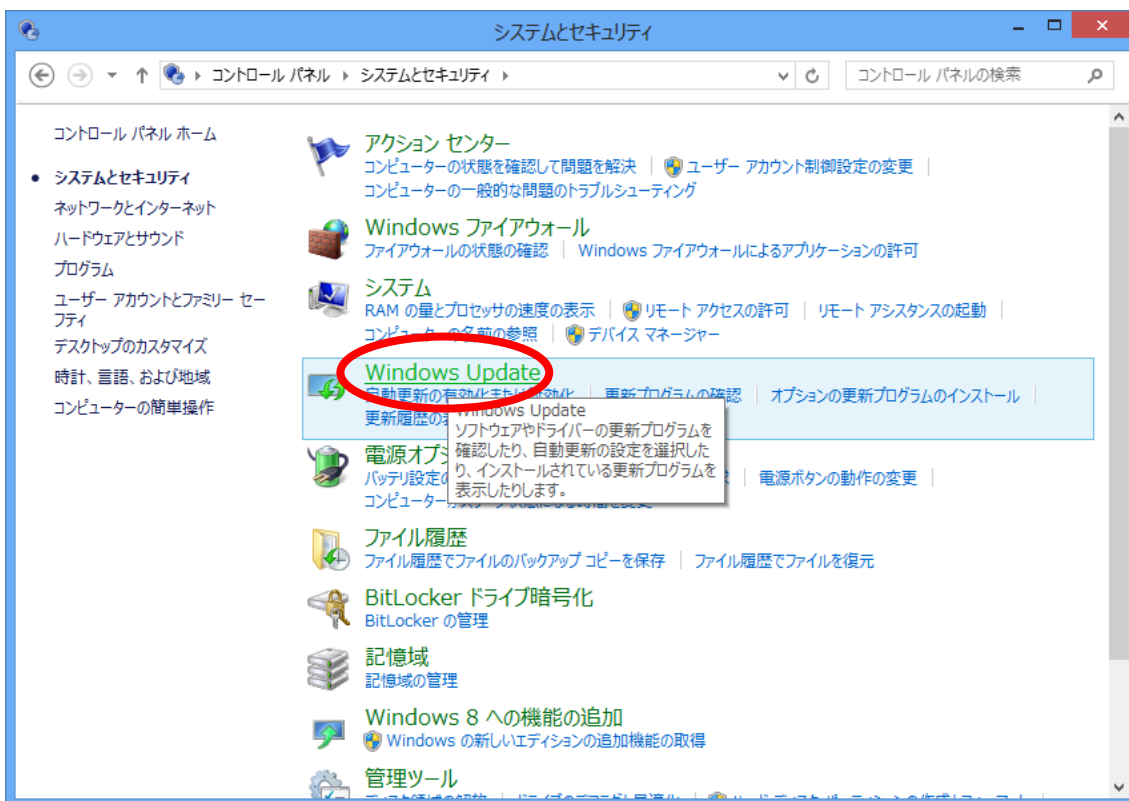 システムとセキュリティ
コントロール パネル システムとセキュリティ
コントロール パネルの検索
コントロール パネル ホーム
システムとセキュリティ
ネットワークとインターネット
ハードウェアとサウンド
プログラム
ユーザー アカウントとファミリー セー
フティ
デスクトップのカスタマイズ
時計、言語、および地域
コンピューターの簡単操作
アクション センター
コンピューターの状態を確認して問題を解決 ユーザー アカウント制御設定の変更
コンピューターの一般的な問題のトラブルシューティング
Windows ファイアウォール
ファイアウォールの状態の確認 Windows ファイアウォールによるアプリケーションの許可
システム
RAM の量とプロセッサの速度の表示 リモート アクセスの許可 リモート アシスタンスの起動
コンピューターの名前の参照 デバイス マネージャー
Windows Update
自動更新の有効化または無効化 更新プログラムの確認 オプションの更新プログラムのインストール
更新履歴の
Windows Update
ソフトウェアやドライバーの更新プログラムを
確認したり、自動更新の設定を選択した
り、インストールされている更新プログラムを
表示したりします。
電源オプ
バッテリ設定の 電源ボタンの動作の変更
コンピューターが
ファイル履歴
ファイル履歴でファイルのバックアップ コピーを保存 ファイル履歴でファイルを復元
BitLocker ドライブ暗号化
BitLocker の管理
記憶域
記憶域の管理
Windows 8 への機能の追加
Windows の新しいエディションの追加機能の取得
管理ツール